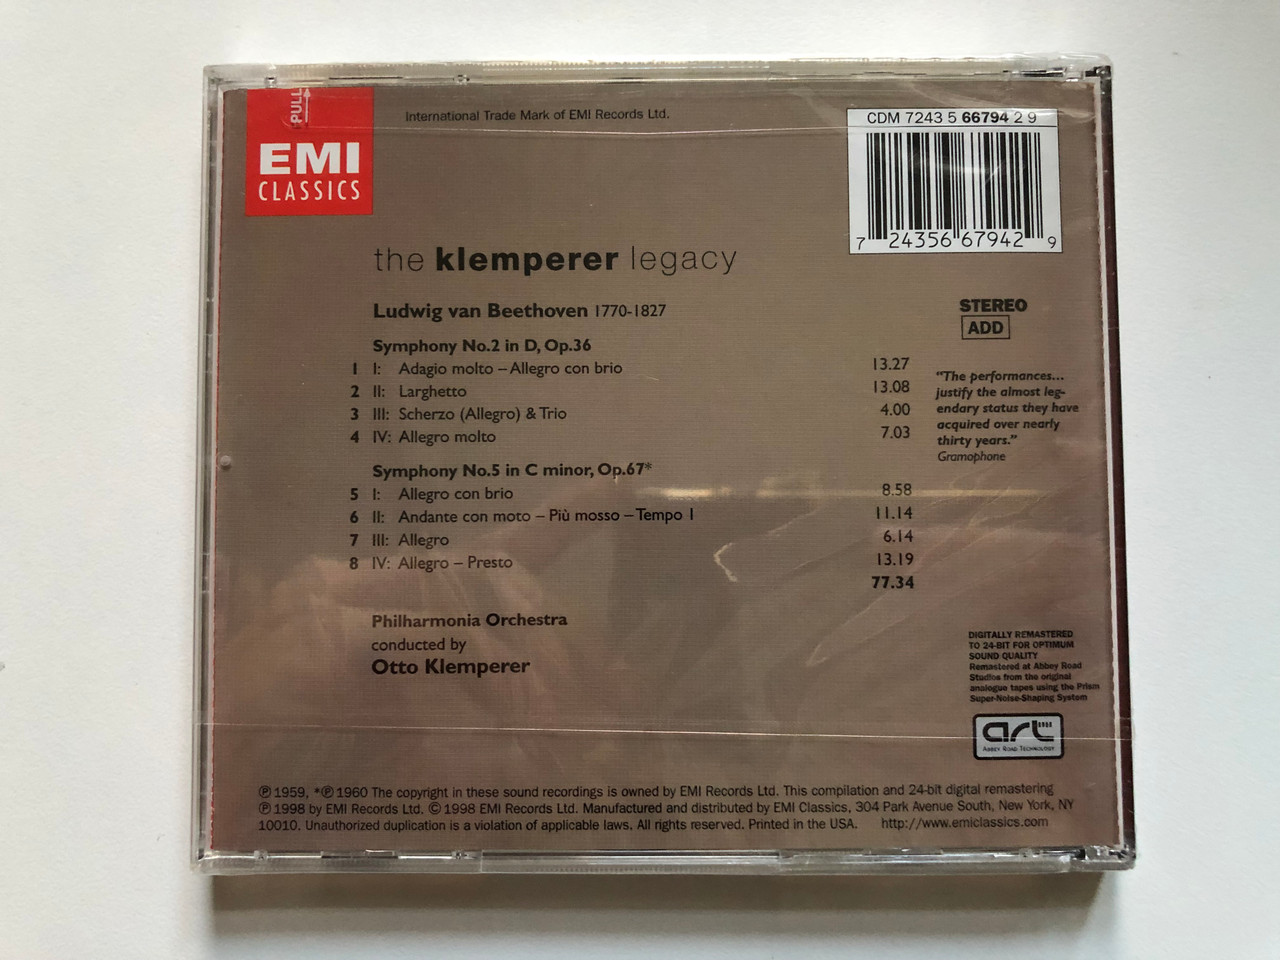 PULL
EMI
CLASSICS
International Trade Mark of EMI Records Ltd.
CDM 7243 5 66794 2 9
7 24356 67942 9
the klemperer legacy
Ludwig van Beethoven 1770-1827
STEREO
ADD
Symphony No.2 in D, Op.36
1 I: Adagio molto – Allegro con brio 13.27
2 II: Larghetto 13.08
3 III: Scherzo (Allegro) & Trio 4.00
4 IV: Allegro molto 7.03
"The performances...
justify the almost leg-
endary status they have
acquired over nearly
thirty years."
Gramophone
Symphony No.5 in C minor, Op.67*
5 I: Allegro con brio 8.58
6 II: Andante con moto – Più mosso – Tempo I 11.14
7 III: Allegro 6.14
8 IV: Allegro – Presto 13.19
77.34
Philharmonia Orchestra
conducted by
Otto Klemperer
DIGITALLY REMASTERED
TO 24-BIT FOR OPTIMUM
SOUND QUALITY
Remastered at Abbey Road
Studios from the original
analogue tapes using the Prism
Super-Noise-Shaping System
art
ABBEY ROAD TECHNOLOGY
℗ 1959, *℗ 1960 The copyright in these sound recordings is owned by EMI Records Ltd. This compilation and 24-bit digital remastering
℗ 1998 by EMI Records Ltd. © 1998 EMI Records Ltd. Manufactured and distributed by EMI Classics, 304 Park Avenue South, New York, NY
10010. Unauthorized duplication is a violation of applicable laws. All rights reserved. Printed in the USA. http://www.emiclassics.com